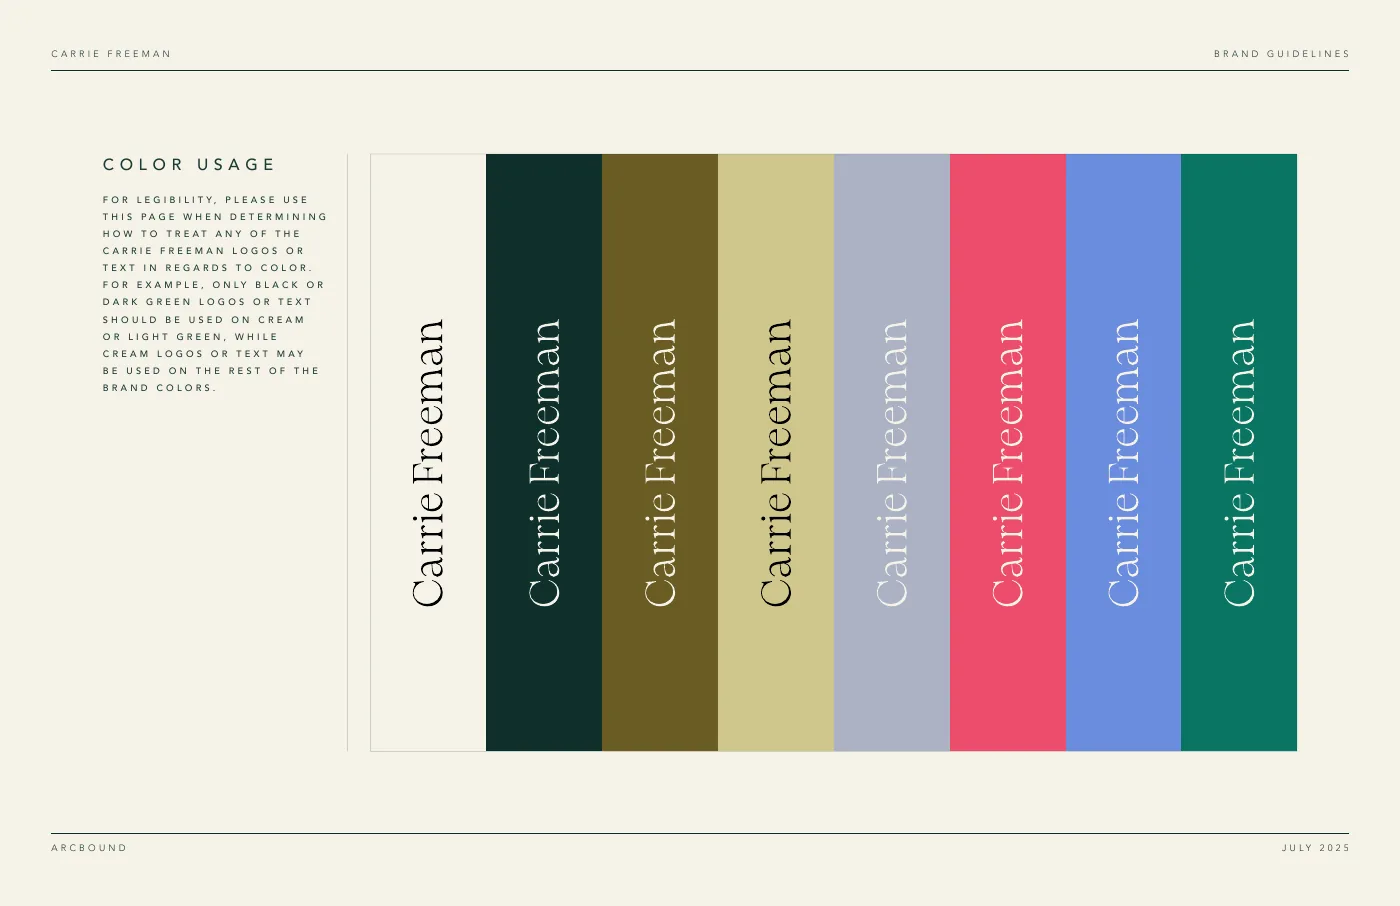 CARRIE FREEMAN
BRAND GUIDELINES
COLOR USAGE
FOR LEGIBILITY, PLEASE USE
THIS PAGE WHEN DETERMINING
HOW TO TREAT ANY OF THE
CARRIE FREEMAN LOGOS OR
TEXT IN REGARDS TO COLOR.
FOR EXAMPLE, ONLY BLACK OR
DARK GREEN LOGOS OR TEXT
SHOULD BE USED ON CREAM
OR LIGHT GREEN, WHILE
CREAM LOGOS OR TEXT MAY
BE USED ON THE REST OF THE
BRAND COLORS.
Carrie Freeman
Carrie Freeman
Carrie Freeman
Carrie Freeman
Carrie Freeman
Carrie Freeman
Carrie Freeman
Carrie Freeman
ARCBOUND
JULY 2025